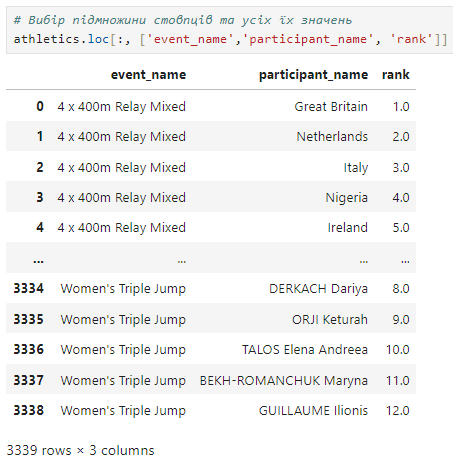 # Вибір підмножини стовпців та усіх їх значень
athletics.loc[:, ['event_name','participant_name', 'rank']]
event_name participant_name rank
0 4 x 400m Relay Mixed Great Britain 1.0
1 4 x 400m Relay Mixed Netherlands 2.0
2 4 x 400m Relay Mixed Italy 3.0
3 4 x 400m Relay Mixed Nigeria 4.0
4 4 x 400m Relay Mixed Ireland 5.0
... ... ... ...
3334 Women's Triple Jump DERKACH Dariya 8.0
3335 Women's Triple Jump ORJI Keturah 9.0
3336 Women's Triple Jump TALOS Elena Andreea 10.0
3337 Women's Triple Jump BEKH-ROMANCHUK Maryna 11.0
3338 Women's Triple Jump GUILLAUME Ilionis 12.0
3339 rows × 3 columns